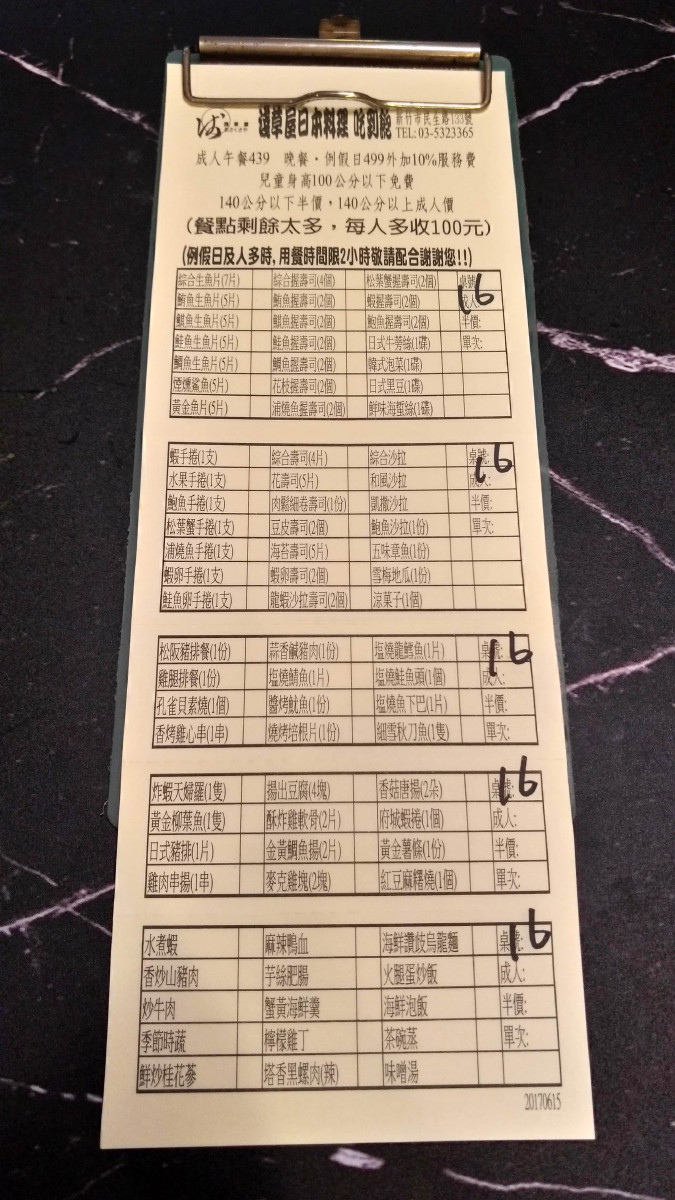 淺草屋日本料理 吃到飽 新竹市民生路133號
TEL: 03-5323365
成人午餐439 晚餐・例假日499外加10%服務費
兒童身高100公分以下免費
140公分以下半價，140公分以上成人價
(餐點剩餘太多，每人多收100元)
(例假日及人多時, 用餐時間限2小時敬請配合謝謝您!!)
綜合生魚片(7片) 綜合握壽司(4個) 松葉蟹握壽司(2個) 桌號 16
鮪魚生魚片(5片) 鮪魚握壽司(2個) 蝦握壽司(2個) 成人
旗魚生魚片(5片) 旗魚握壽司(2個) 鮑魚握壽司(2個) 半價:
鮭魚生魚片(5片) 鮭魚握壽司(2個) 日式牛蒡絲(1碟) 單次:
鯛魚生魚片(5片) 鯛魚握壽司(2個) 韓式泡菜(1碟)
煙燻鯊魚(5片) 花枝握壽司(2個) 日式黑豆(1碟)
黃金魚片(5片) 浦燒魚握壽司(2個) 鮮味海蜇絲(1碟)
蝦手捲(1支) 綜合壽司(4片) 綜合沙拉 桌號: 16
水果手捲(1支) 花壽司(5片) 和風沙拉 成人:
鮑魚手捲(1支) 肉鬆細卷壽司(1份) 凱撒沙拉 半價:
松葉蟹手捲(1支) 豆皮壽司(2個) 鮑魚沙拉(1份) 單次:
浦燒魚手捲(1支) 海苔壽司(5片) 五味章魚(1份)
蝦卵手捲(1支) 蝦卵壽司(2個) 雪梅地瓜(1份)
鮭魚卵手捲(1支) 龍蝦沙拉壽司(2個) 涼菓子(1個)
松阪豬排餐(1份) 蒜香鹹豬肉(1份) 塩燒龍鱈魚(1片) 桌號: 16
雞腿排餐(1份) 塩燒鯖魚(1片) 塩燒鮭魚頭(1個) 成人:
孔雀貝素燒(1個) 醬烤魷魚(1份) 塩燒魚下巴(1片) 半價:
香烤雞心串(1串) 燒烤培根片(1份) 細雪秋刀魚(1隻) 單次:
炸蝦天婦羅(1隻) 揚出豆腐(4塊) 香菇唐揚(2朵) 桌號: 16
黃金柳葉魚(1隻) 酥炸雞軟骨(2片) 府城蝦捲(1個) 成人:
日式豬排(1片) 金黃鯛魚揚(2片) 黃金薯條(1份) 半價:
雞肉串揚(1串) 麥克雞塊(2塊) 紅豆麻糬燒(1個) 單次:
水煮蝦 麻辣鴨血 海鮮讚岐烏龍麵 桌號: 16
香炒山豬肉 芋絲肥腸 火腿蛋炒飯 成人:
炒牛肉 蟹黃海鮮羹 海鮮泡飯 半價:
季節時蔬 檸檬雞丁 茶碗蒸 單次:
鮮炒桂花蔘 塔香黑螺肉(辣) 味噌湯
20170615